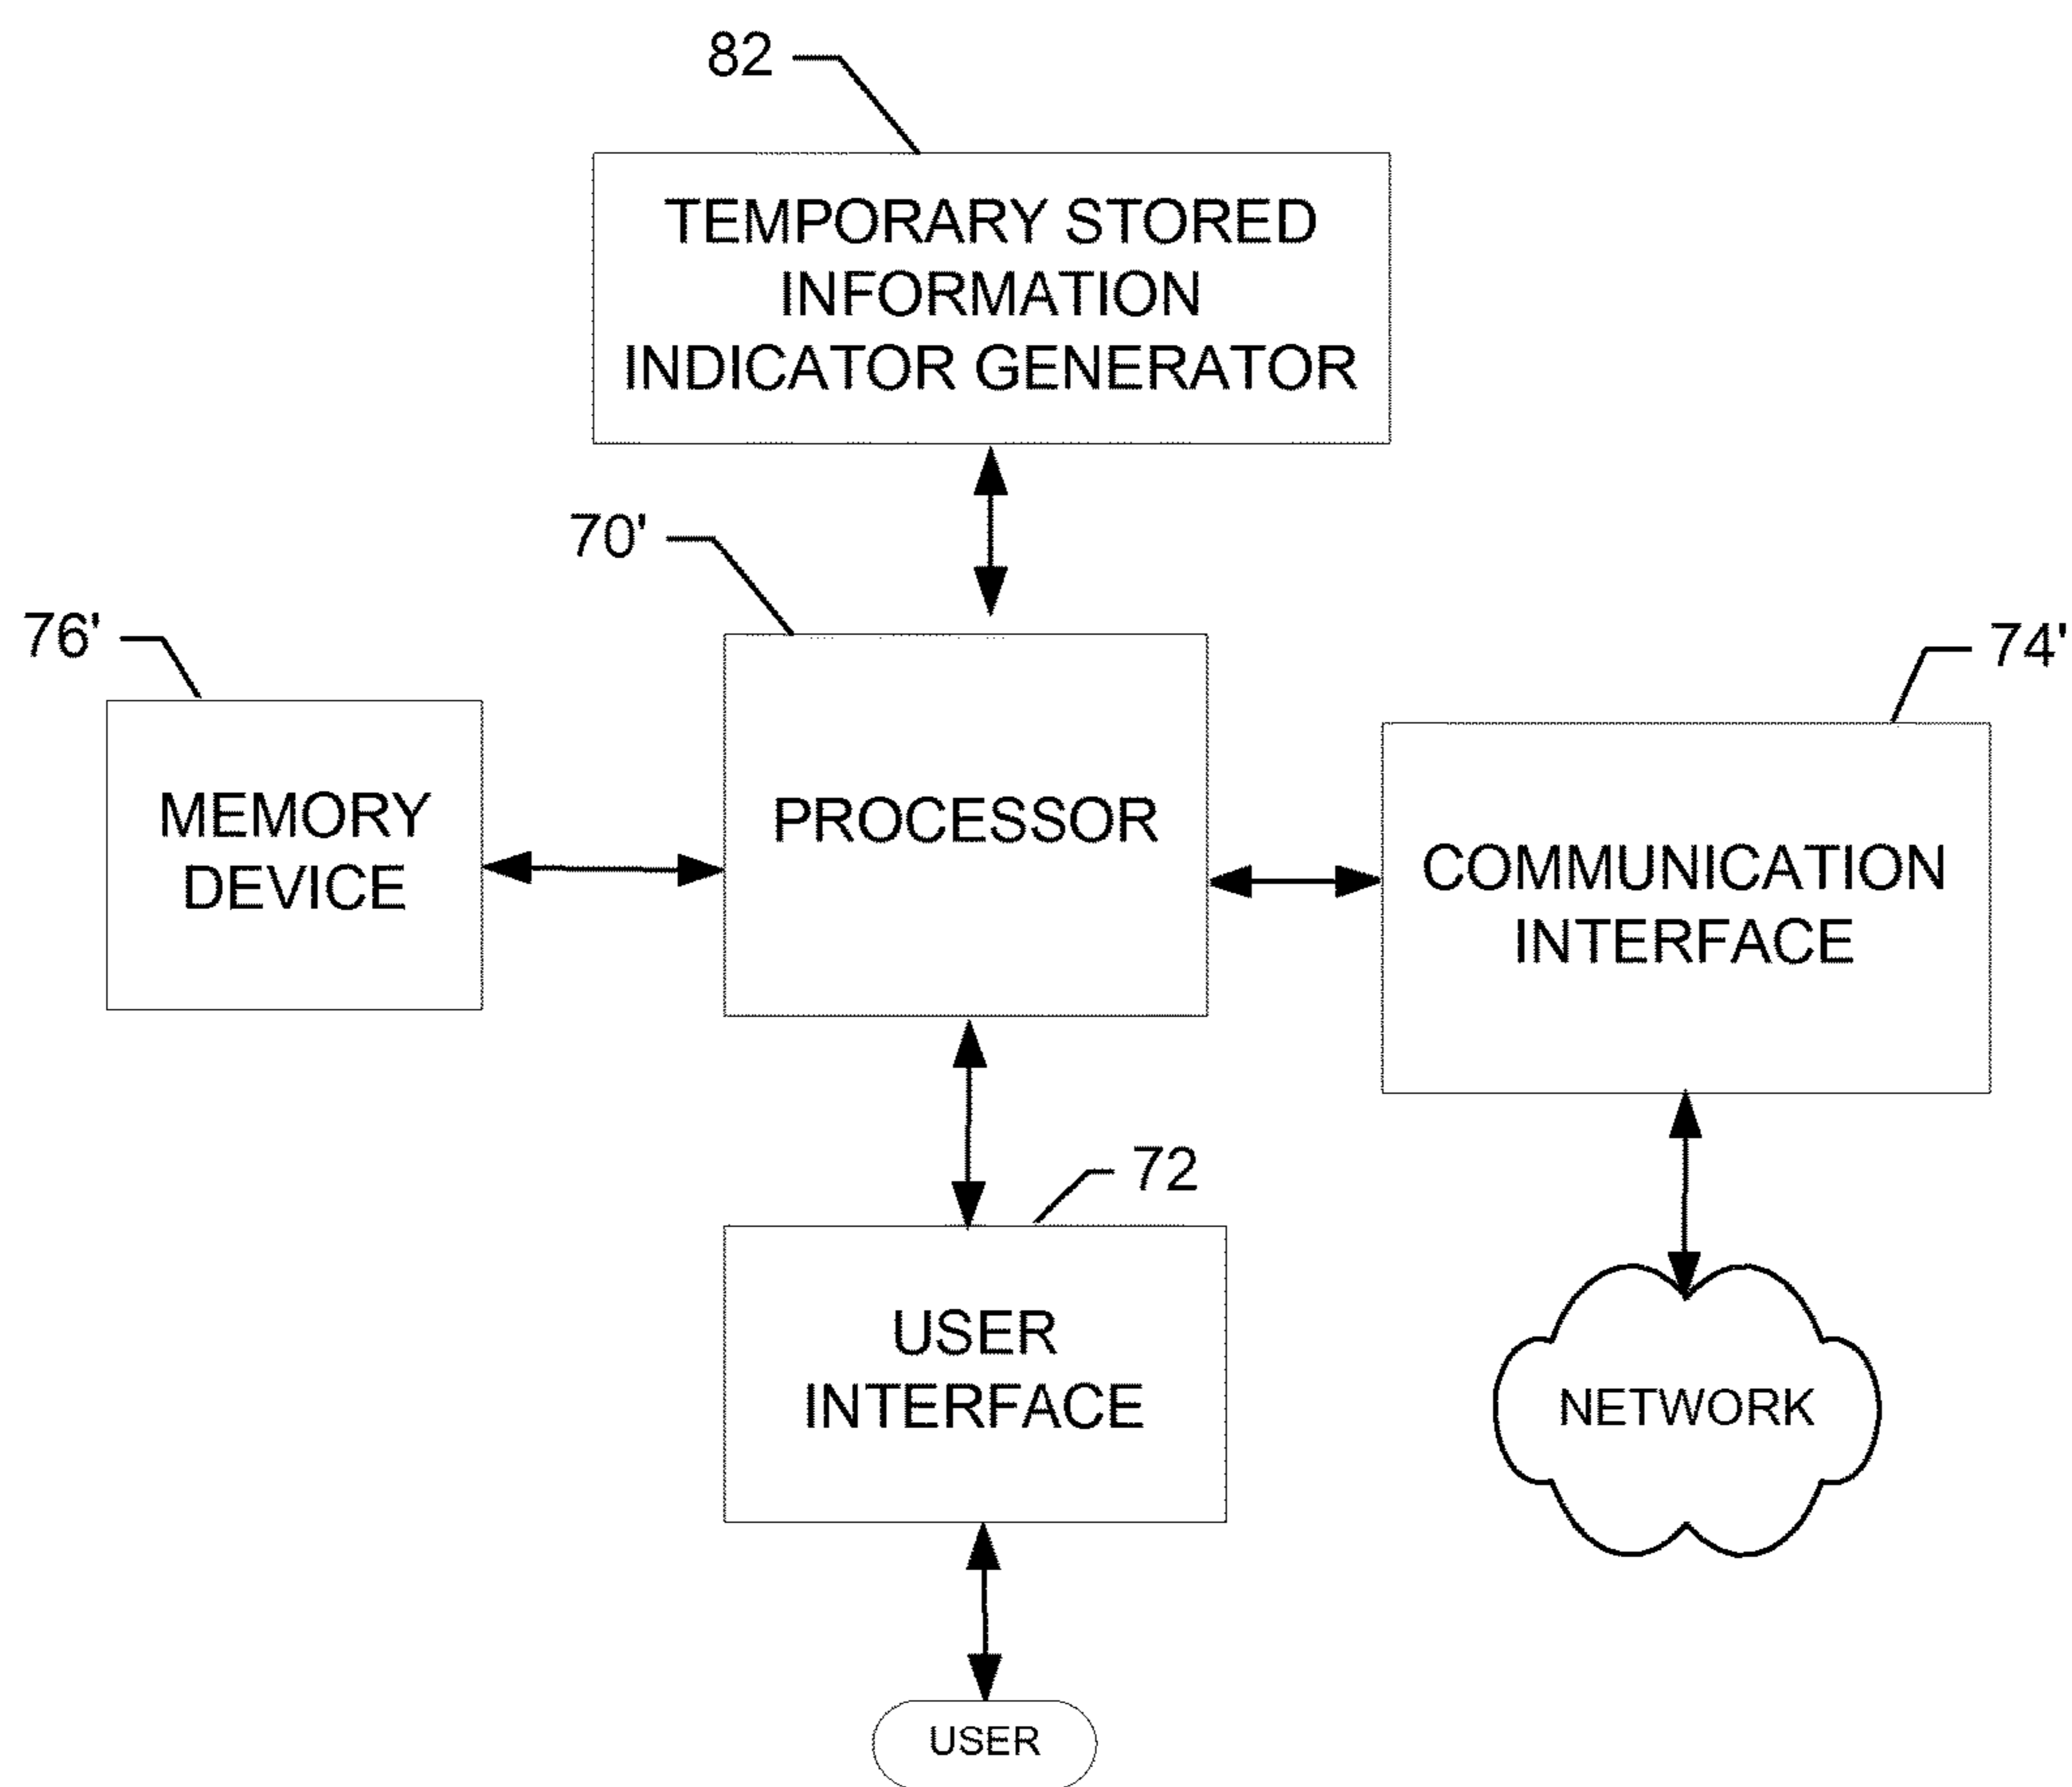 82
TEMPORARY STORED
INFORMATION
INDICATOR GENERATOR
70'
76'
74'
MEMORY
DEVICE
PROCESSOR
COMMUNICATION
INTERFACE
72
USER
INTERFACE
NETWORK
USER